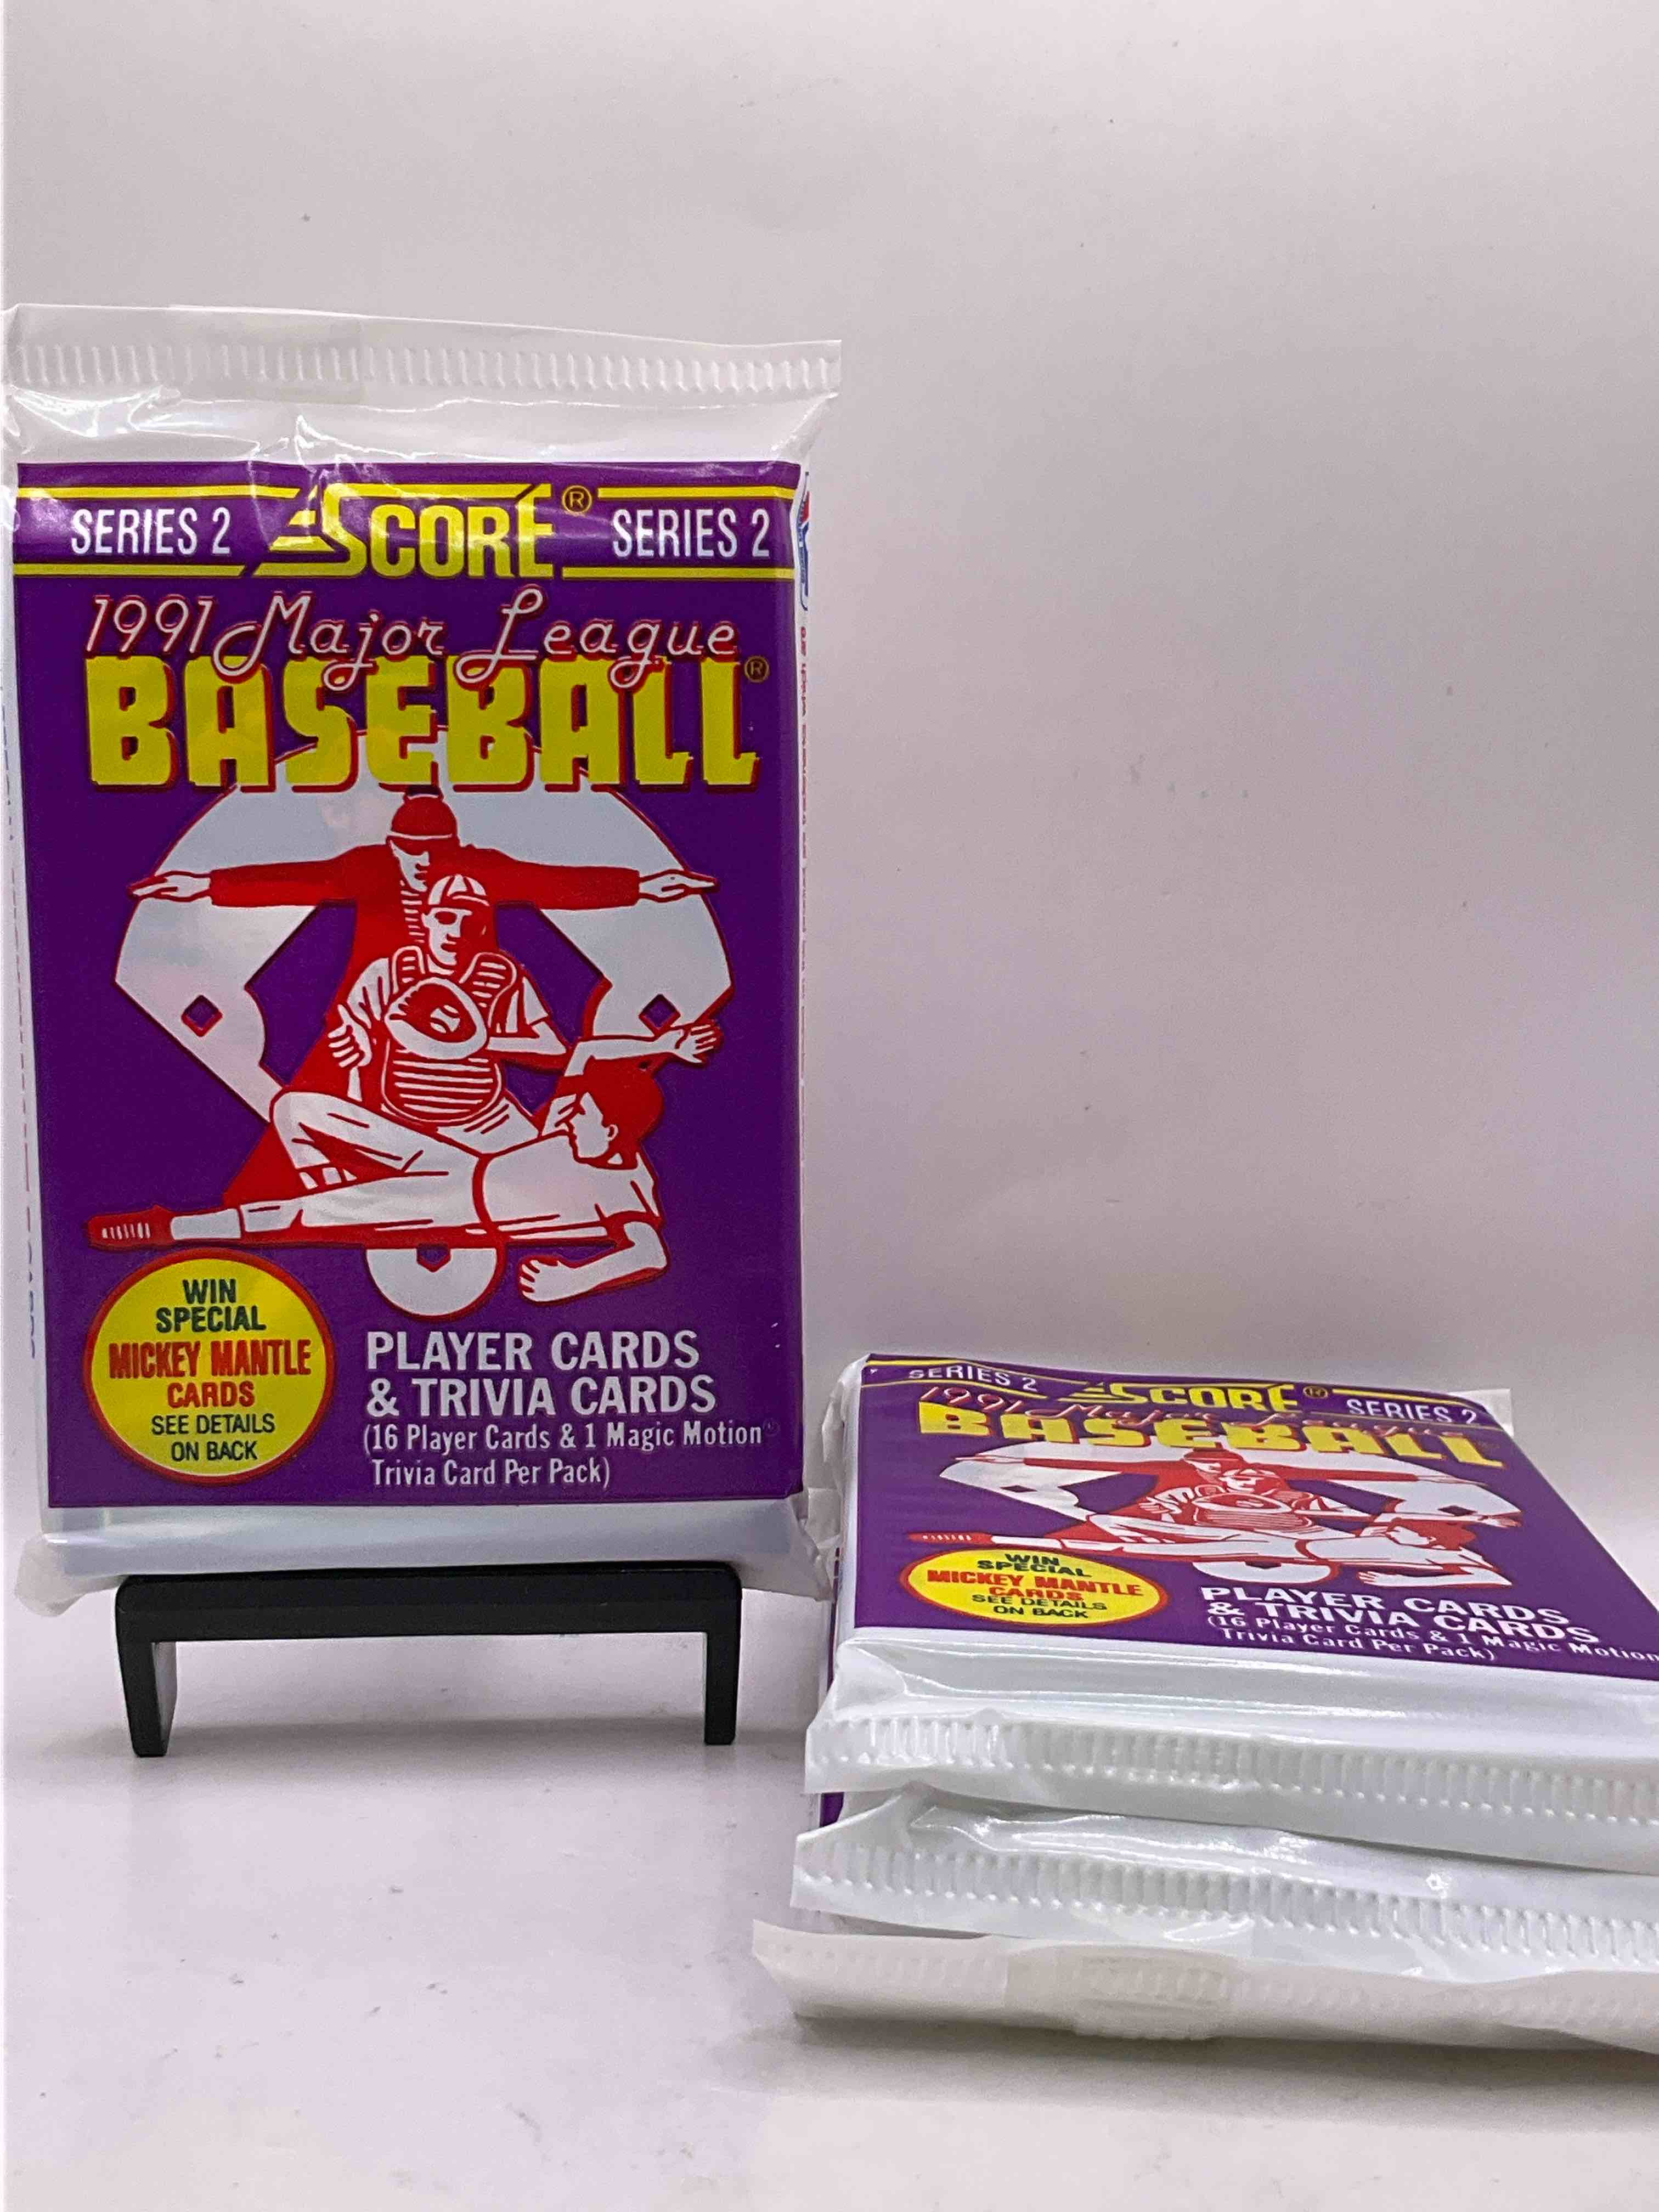 SERIES 2 SCORE® SERIES 2
1991 Major League
BASEBALL®
WIN
SPECIAL
MICKEY MANTLE
CARDS
SEE DETAILS
ON BACK
PLAYER CARDS
& TRIVIA CARDS
(16 Player Cards & 1 Magic Motion®
Trivia Card Per Pack)
SERIES 2 SCORE® SERIES 2
1991 Major League
BASEBALL
WIN
SPECIAL
MICKEY MANTLE
CARDS
SEE DETAILS
ON BACK
PLAYER CARDS
& TRIVIA CARDS
(16 Player Cards & 1 Magic Motion
Trivia Card Per Pack)